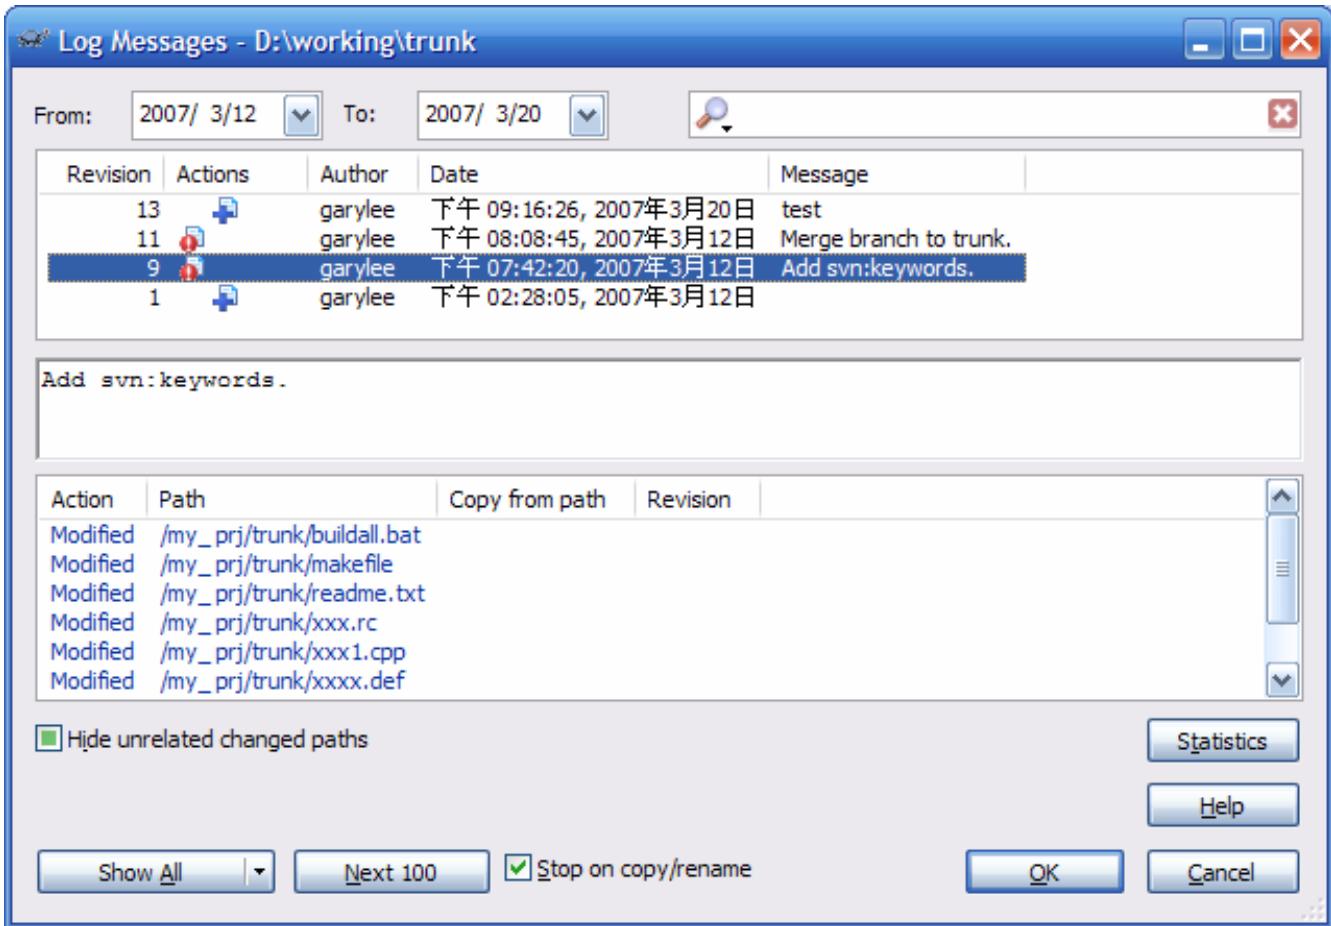 Log Messages - D:\working\trunk
From: 2007/ 3/12 To: 2007/ 3/20
Revision Actions Author Date Message
13 garylee 下午 09:16:26, 2007年3月20日 test
11 garylee 下午 08:08:45, 2007年3月12日 Merge branch to trunk.
9 garylee 下午 07:42:20, 2007年3月12日 Add svn:keywords.
1 garylee 下午 02:28:05, 2007年3月12日
Add svn:keywords.
Action Path Copy from path Revision
Modified /my_prj/trunk/buildall.bat
Modified /my_prj/trunk/makefile
Modified /my_prj/trunk/readme.txt
Modified /my_prj/trunk/xxx.rc
Modified /my_prj/trunk/xxx1.cpp
Modified /my_prj/trunk/xxxx.def
Hide unrelated changed paths Statistics
Help
Show All Next 100 Stop on copy/rename OK Cancel